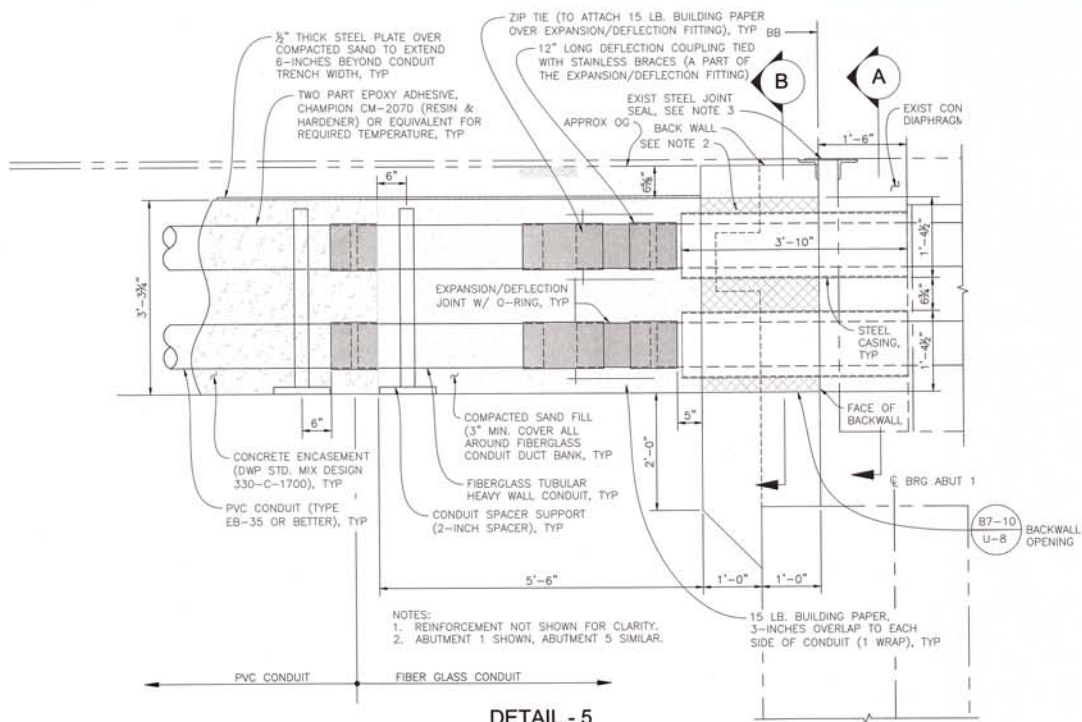 ½" THICK STEEL PLATE OVER
COMPACTED SAND TO EXTEND
6-INCHES BEYOND CONDUIT
TRENCH WIDTH, TYP
TWO PART EPOXY ADHESIVE,
CHAMPION CM-2070 (RESIN &
HARDENER) OR EQUIVALENT FOR
REQUIRED TEMPERATURE, TYP
ZIP TIE (TO ATTACH 15 LB. BUILDING PAPER
OVER EXPANSION/DEFLECTION FITTING), TYP
BB
12" LONG DEFLECTION COUPLING TIED
WITH STAINLESS BRACES (A PART OF
THE EXPANSION/DEFLECTION FITTING)
B
A
EXIST STEEL JOINT
SEAL, SEE NOTE 3
APPROX OG
BACK WALL
SEE NOTE 2
EXIST CON
DIAPHRAGM
1'-6"
6"
6⅝"
3'-10"
1'-4½"
3'-3¾"
6¾"
EXPANSION/DEFLECTION
JOINT W/ O-RING, TYP
STEEL
CASING,
TYP
1'-4½"
FACE OF
BACKWALL
6"
5"
2'-0"
COMPACTED SAND FILL
(3" MIN. COVER ALL
AROUND FIBERGLASS
CONDUIT DUCT BANK, TYP
CONCRETE ENCASEMENT
(DWP STD. MIX DESIGN
330-C-1700), TYP
FIBERGLASS TUBULAR
HEAVY WALL CONDUIT, TYP
PVC CONDUIT (TYPE
EB-35 OR BETTER), TYP
CONDUIT SPACER SUPPORT
(2-INCH SPACER), TYP
℄ BRG ABUT 1
B7-10
U-8
BACKWALL
OPENING
5'-6"
1'-0"
1'-0"
NOTES:
1. REINFORCEMENT NOT SHOWN FOR CLARITY.
2. ABUTMENT 1 SHOWN, ABUTMENT 5 SIMILAR.
15 LB. BUILDING PAPER,
3-INCHES OVERLAP TO EACH
SIDE OF CONDUIT (1 WRAP), TYP
PVC CONDUIT
FIBER GLASS CONDUIT
DETAIL - 5